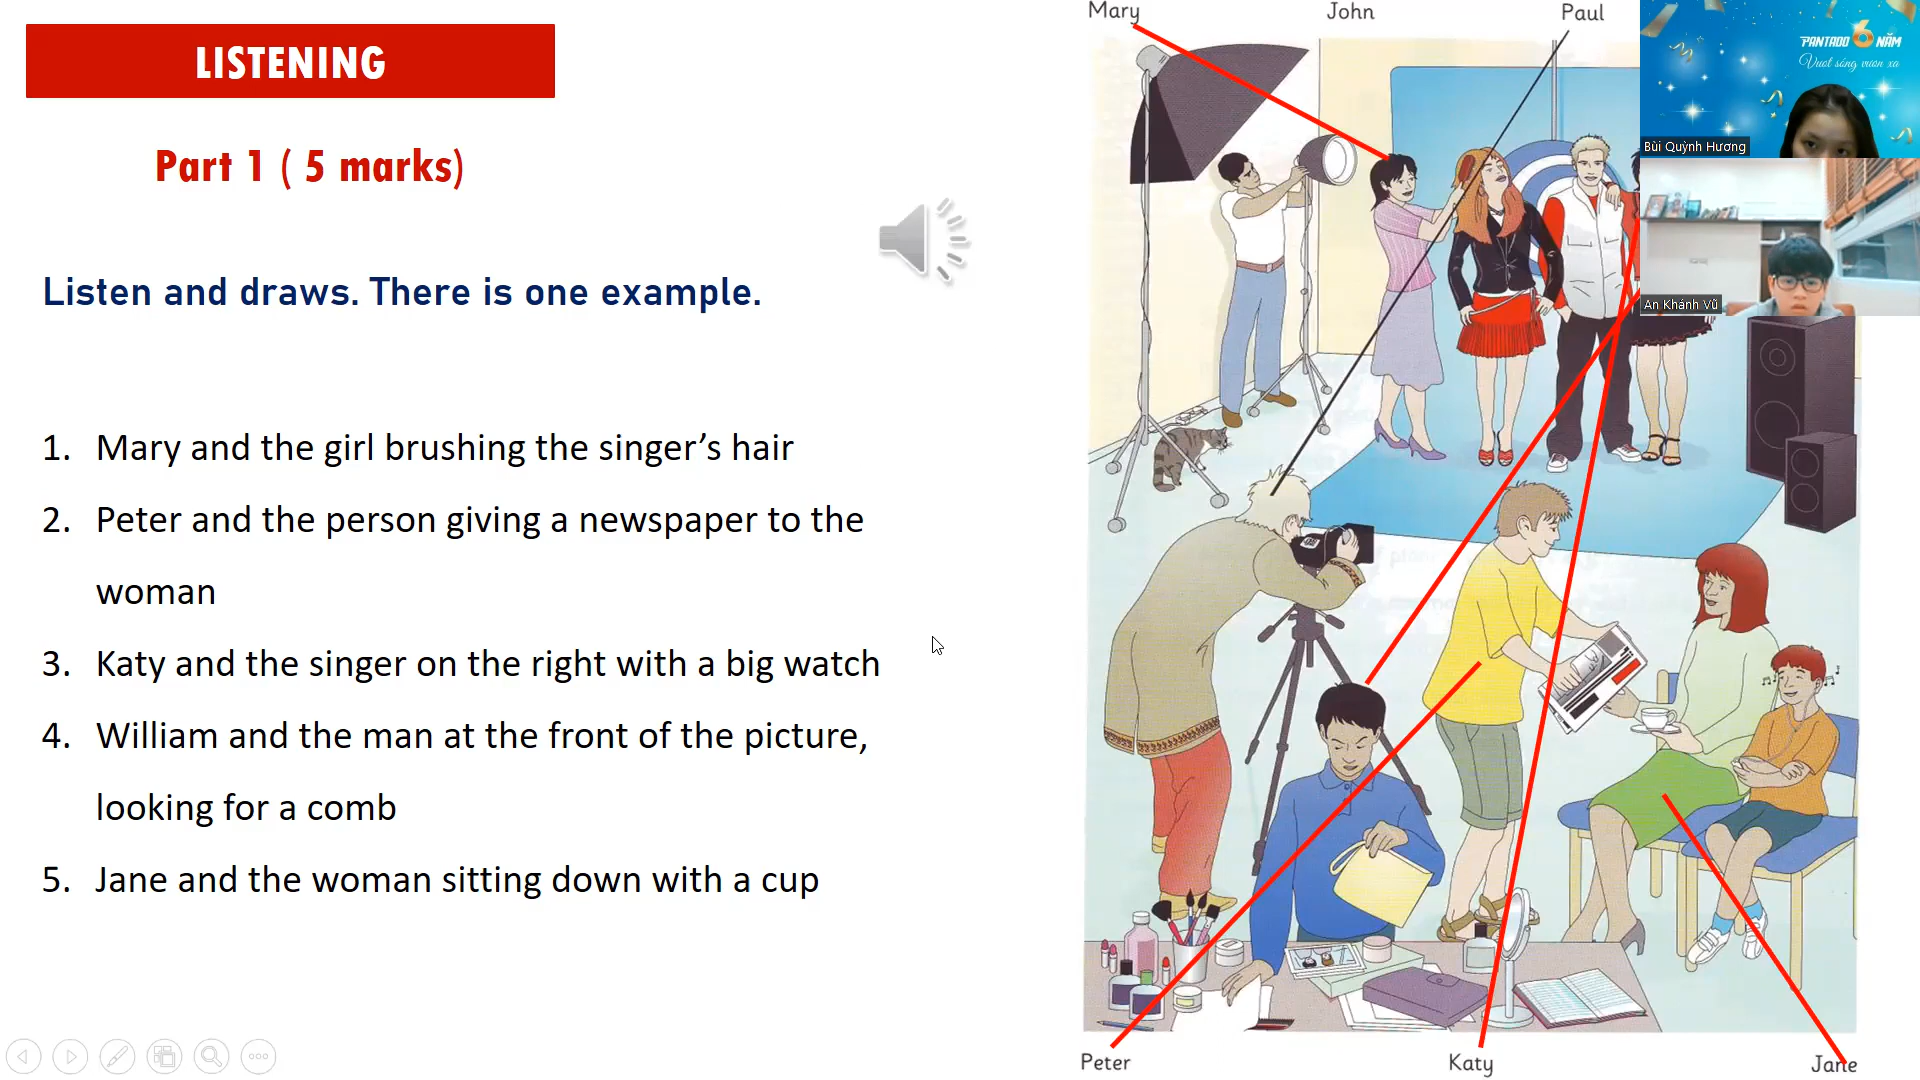 LISTENING
Part 1 ( 5 marks)
Listen and draws. There is one example.
1. Mary and the girl brushing the singer’s hair
2. Peter and the person giving a newspaper to the
woman
3. Katy and the singer on the right with a big watch
4. William and the man at the front of the picture,
looking for a comb
5. Jane and the woman sitting down with a cup
Mary John Paul
Peter Katy Jane
PANTADO 6 NĂM
Vượt sóng vươn xa
Bùi Quỳnh Hương
An Khánh Vũ